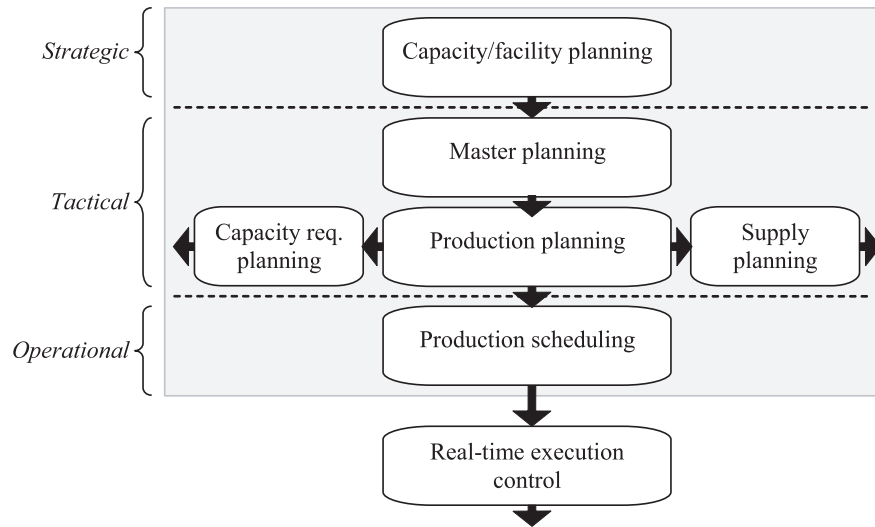 Strategic
Capacity/facility planning
Master planning
Tactical
Capacity req.
planning
Production planning
Supply
planning
Operational
Production scheduling
Real-time execution
control